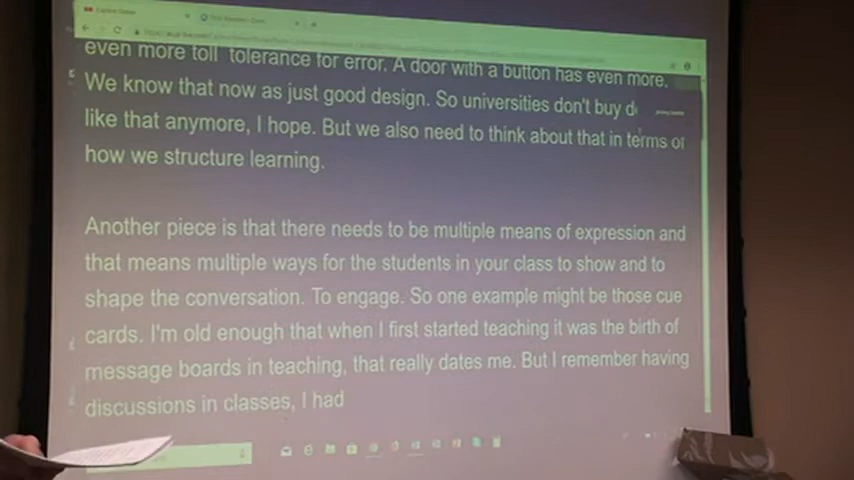 even more toll tolerance for error. A door with a button has even more.
We know that now as just good design. So universities don't buy
like that anymore, I hope. But we also need to think about that in terms of
how we structure learning.
Another piece is that there needs to be multiple means of expression and
that means multiple ways for the students in your class to show and to
shape the conversation. To engage. So one example might be those cue
cards. I'm old enough that when I first started teaching it was the birth of
message boards in teaching, that really dates me. But I remember having
discussions in classes, I had